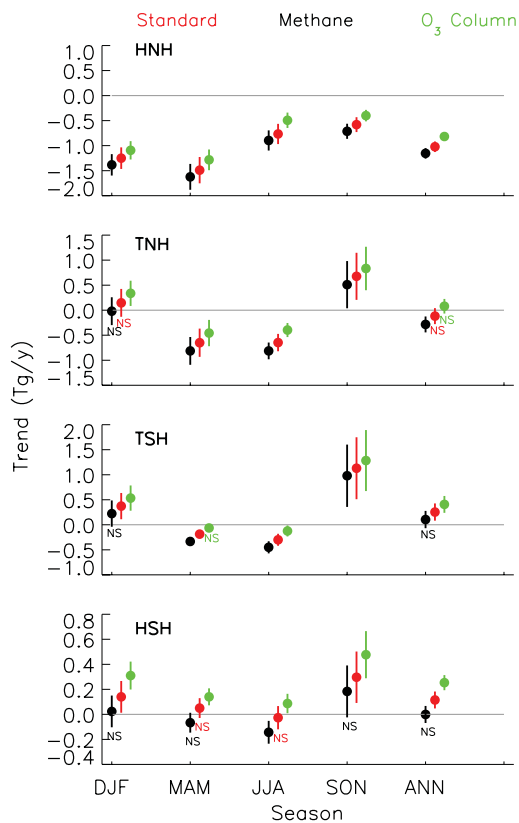 Standard Methane O3 Column
HNH
1.0
0.5
0.0
−0.5
−1.0
−1.5
−2.0
TNH
1.5
1.0
0.5
0.0
−0.5
−1.0
−1.5
NS NS NS NS NS
TSH
2.0
1.5
1.0
0.5
0.0
−0.5
−1.0
NS NS NS
HSH
0.8
0.6
0.4
0.2
0.0
−0.2
−0.4
NS NS NS NS NS NS
Trend (Tg/y)
DJF MAM JJA SON ANN
Season